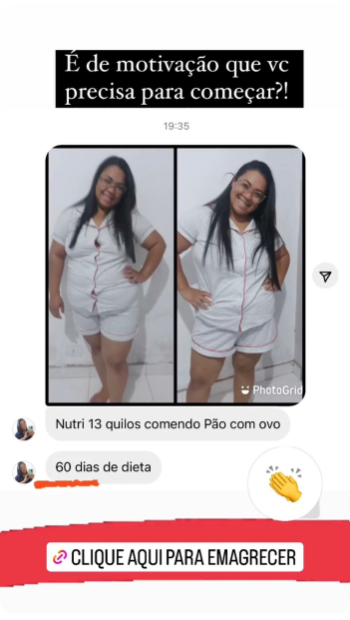 É de motivação que vc
precisa para começar?!
19:35
PhotoGrid
Nutri 13 quilos comendo Pão com ovo
60 dias de dieta
CLIQUE AQUI PARA EMAGRECER